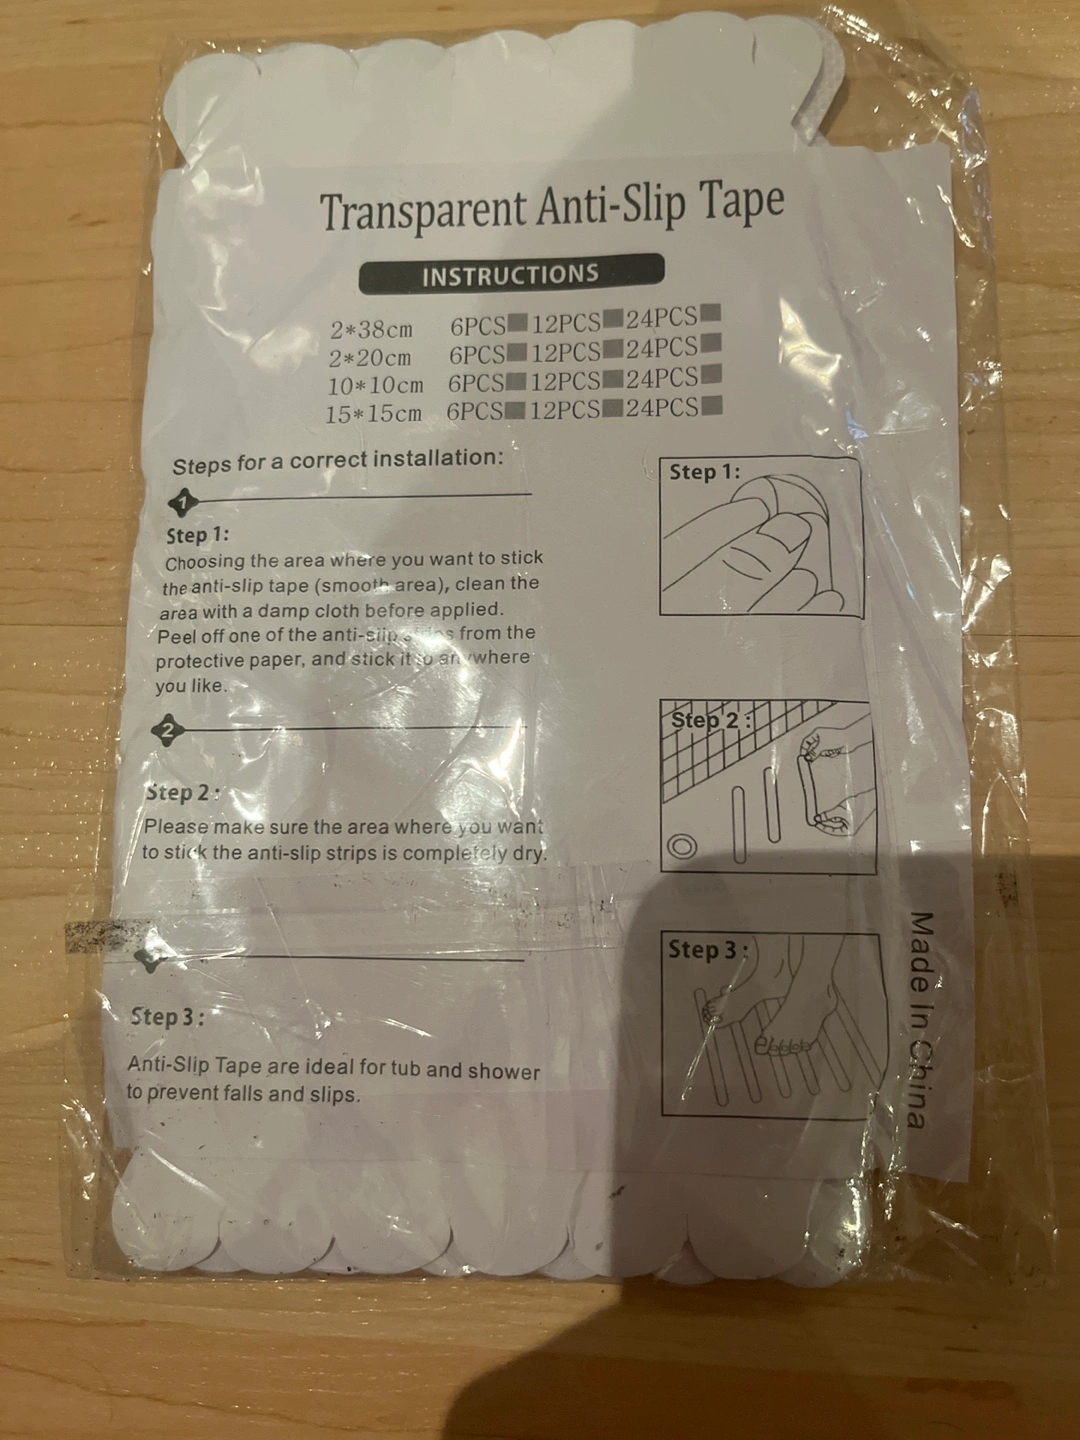 Transparent Anti-Slip Tape
INSTRUCTIONS
2*38cm 6PCS■12PCS■24PCS■
2*20cm 6PCS■12PCS■24PCS■
10*10cm 6PCS■12PCS■24PCS■
15*15cm 6PCS■12PCS■24PCS■
Steps for a correct installation:
1
Step 1:
Choosing the area where you want to stick
the anti-slip tape (smooth area), clean the
area with a damp cloth before applied.
Peel off one of the anti-slip strips from the
protective paper, and stick it to anywhere
you like.
2
Step 2:
Please make sure the area where you want
to stick the anti-slip strips is completely dry.
Step 3:
Anti-Slip Tape are ideal for tub and shower
to prevent falls and slips.
Step 1:
Step 2:
Step 3:
Made In China